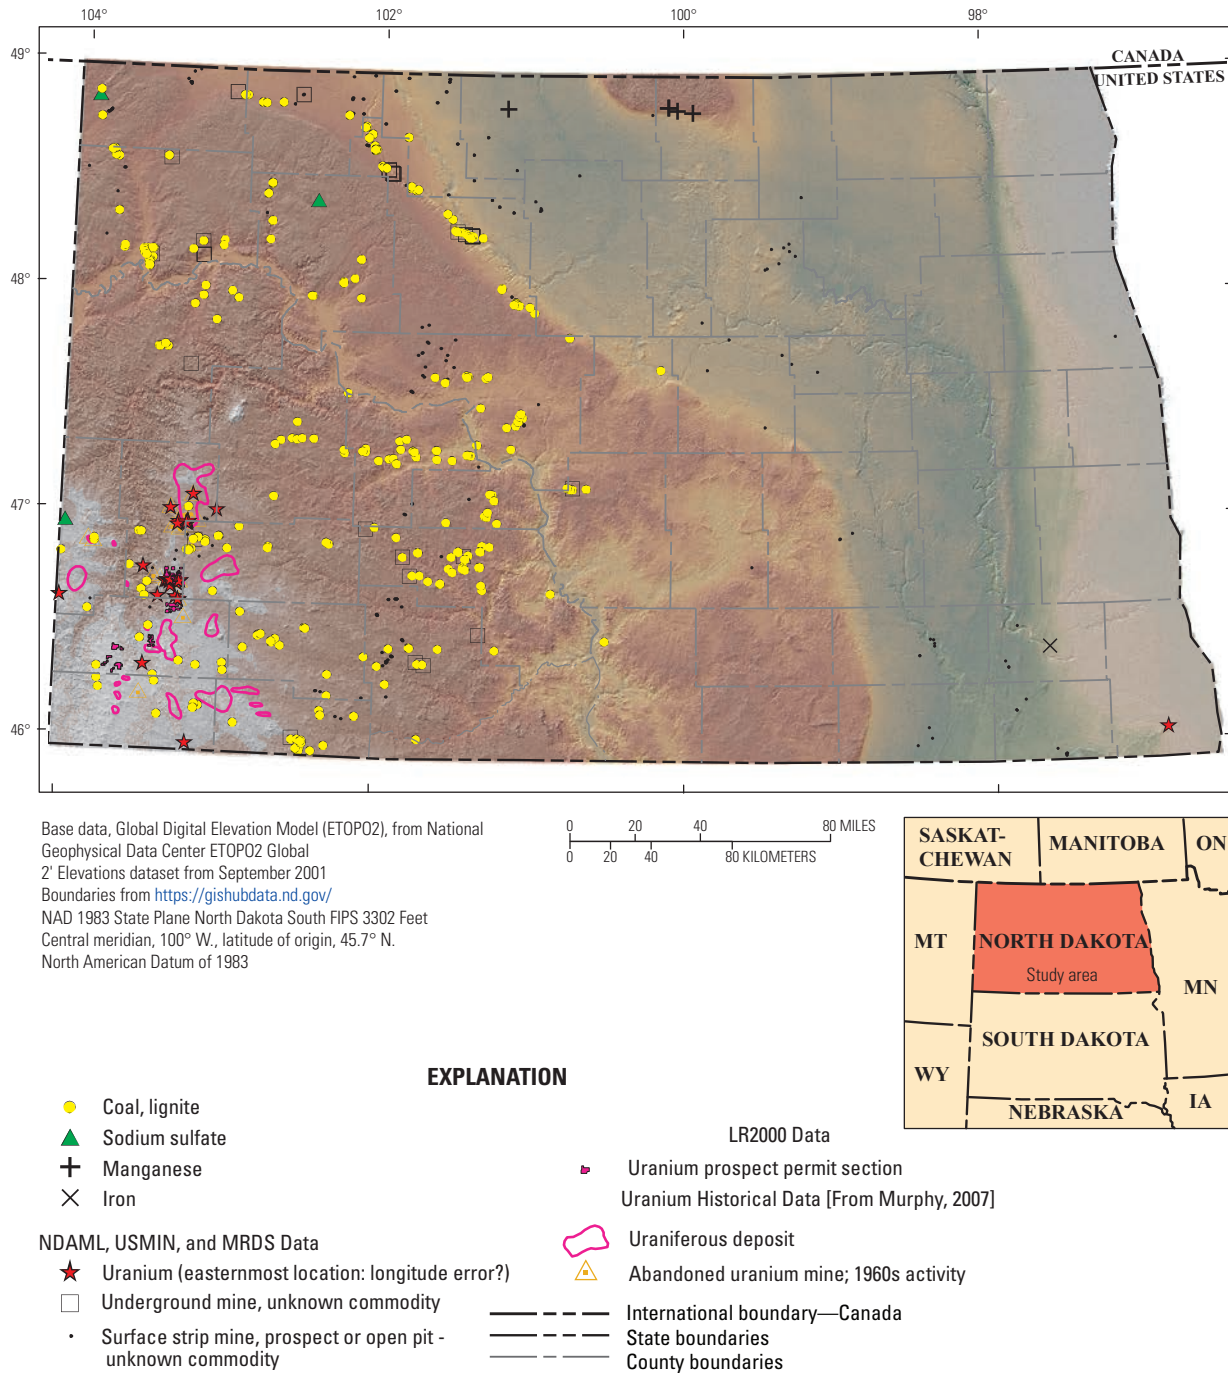 104°
102°
100°
98°
49°
CANADA
UNITED STATES
48°
47°
46°
Base data, Global Digital Elevation Model (ETOPO2), from National
Geophysical Data Center ETOPO2 Global
2' Elevations dataset from September 2001
Boundaries from https://gishubdata.nd.gov/
NAD 1983 State Plane North Dakota South FIPS 3302 Feet
Central meridian, 100° W., latitude of origin, 45.7° N.
North American Datum of 1983
0 20 40 80 MILES
0 20 40 80 KILOMETERS
SASKAT-
CHEWAN
MANITOBA
ON
MT
NORTH DAKOTA
Study area
MN
SOUTH DAKOTA
WY
IA
NEBRASKA
EXPLANATION
Coal, lignite
Sodium sulfate
Manganese
Iron
NDAML, USMIN, and MRDS Data
Uranium (easternmost location: longitude error?)
Underground mine, unknown commodity
Surface strip mine, prospect or open pit -
unknown commodity
LR2000 Data
Uranium prospect permit section
Uranium Historical Data [From Murphy, 2007]
Uraniferous deposit
Abandoned uranium mine; 1960s activity
International boundary—Canada
State boundaries
County boundaries